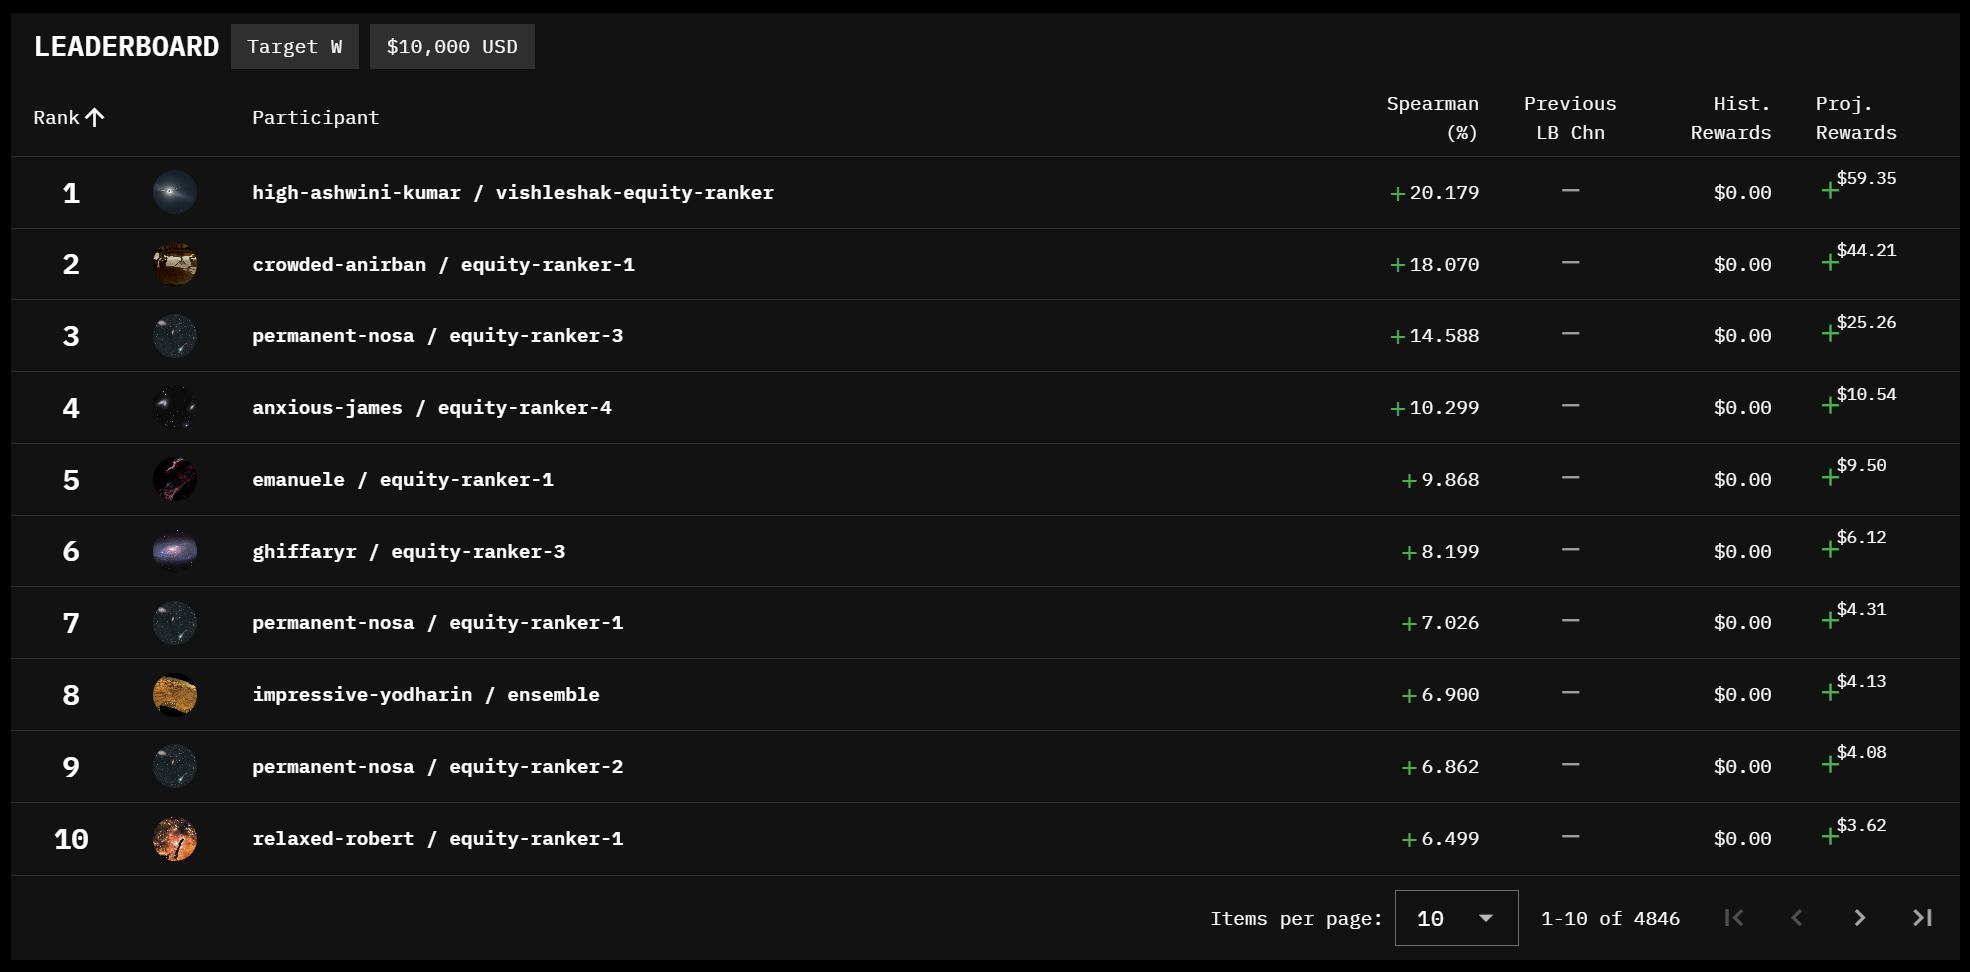 LEADERBOARD Target W $10,000 USD
Rank Participant Spearman (%) Previous LB Chn Hist. Rewards Proj. Rewards
1 high-ashwini-kumar / vishleshak-equity-ranker +20.179 — $0.00 +$59.35
2 crowded-anirban / equity-ranker-1 +18.070 — $0.00 +$44.21
3 permanent-nosa / equity-ranker-3 +14.588 — $0.00 +$25.26
4 anxious-james / equity-ranker-4 +10.299 — $0.00 +$10.54
5 emanuele / equity-ranker-1 +9.868 — $0.00 +$9.50
6 ghiffaryr / equity-ranker-3 +8.199 — $0.00 +$6.12
7 permanent-nosa / equity-ranker-1 +7.026 — $0.00 +$4.31
8 impressive-yodharin / ensemble +6.900 — $0.00 +$4.13
9 permanent-nosa / equity-ranker-2 +6.862 — $0.00 +$4.08
10 relaxed-robert / equity-ranker-1 +6.499 — $0.00 +$3.62
Items per page: 10 1-10 of 4846